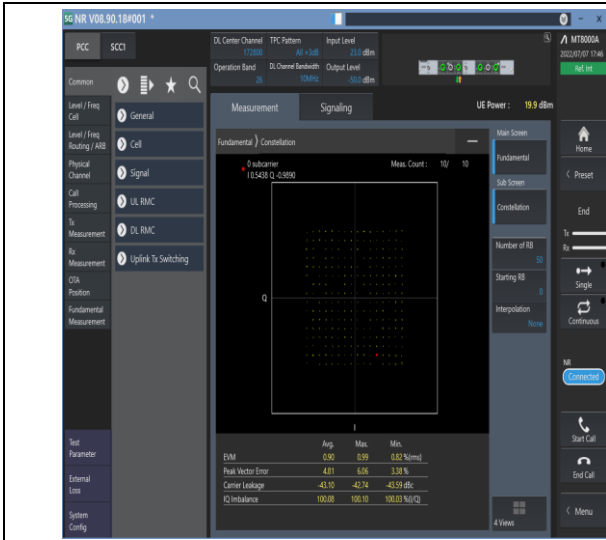 5G NR V08.90.18#001 *
PCC
SCC1
DL Center Channel
172800
TPC Pattern
All +3dB
Input Level
23.0 dBm
Operation Band
26
DL Channel Bandwidth
10MHz
Output Level
-50.0 dBm
MT8000A
2022/07/07 17:46
Ref. Int
Common
Level / Freq
Cell
Level / Freq
Routing / ARB
Physical
Channel
Call
Processing
Tx
Measurement
Rx
Measurement
OTA
Position
Fundamental
Measurement
Test
Parameter
External
Loss
System
Config
General
Cell
Signal
UL RMC
DL RMC
Uplink Tx Switching
Measurement
Signaling
UE Power : 19.9 dBm
Fundamental ⟩ Constellation
0 subcarrier
I 0.5438 Q -0.9890
Meas. Count : 10/ 10
Q
I
Avg. Max. Min.
EVM 0.90 0.99 0.82 %(rms)
Peak Vector Error 4.81 6.06 3.38 %
Carrier Leakage -43.10 -42.74 -43.59 dBc
IQ Imbalance 100.08 100.10 100.03 %(I/Q)
Main Screen
Fundamental
Sub Screen
Constellation
Number of RB
50
Starting RB
0
Interpolation
None
4 Views
Home
Preset
End
Tx
Rx
Single
Continuous
NR
Connected
Start Call
End Call
Menu